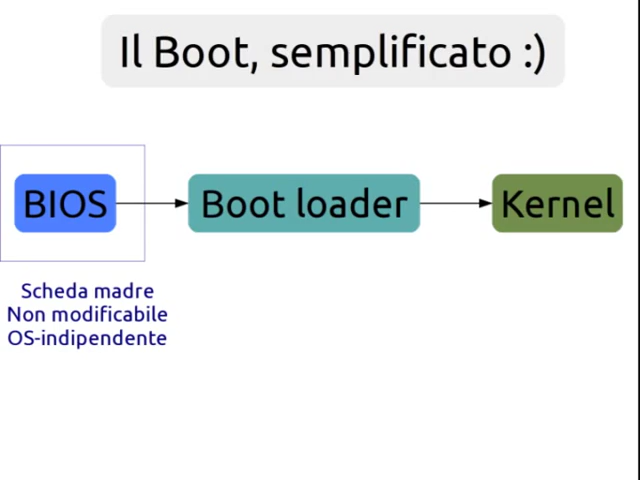 Il Boot, semplificato :)
BIOS
Boot loader
Kernel
Scheda madre
Non modificabile
OS-indipendente